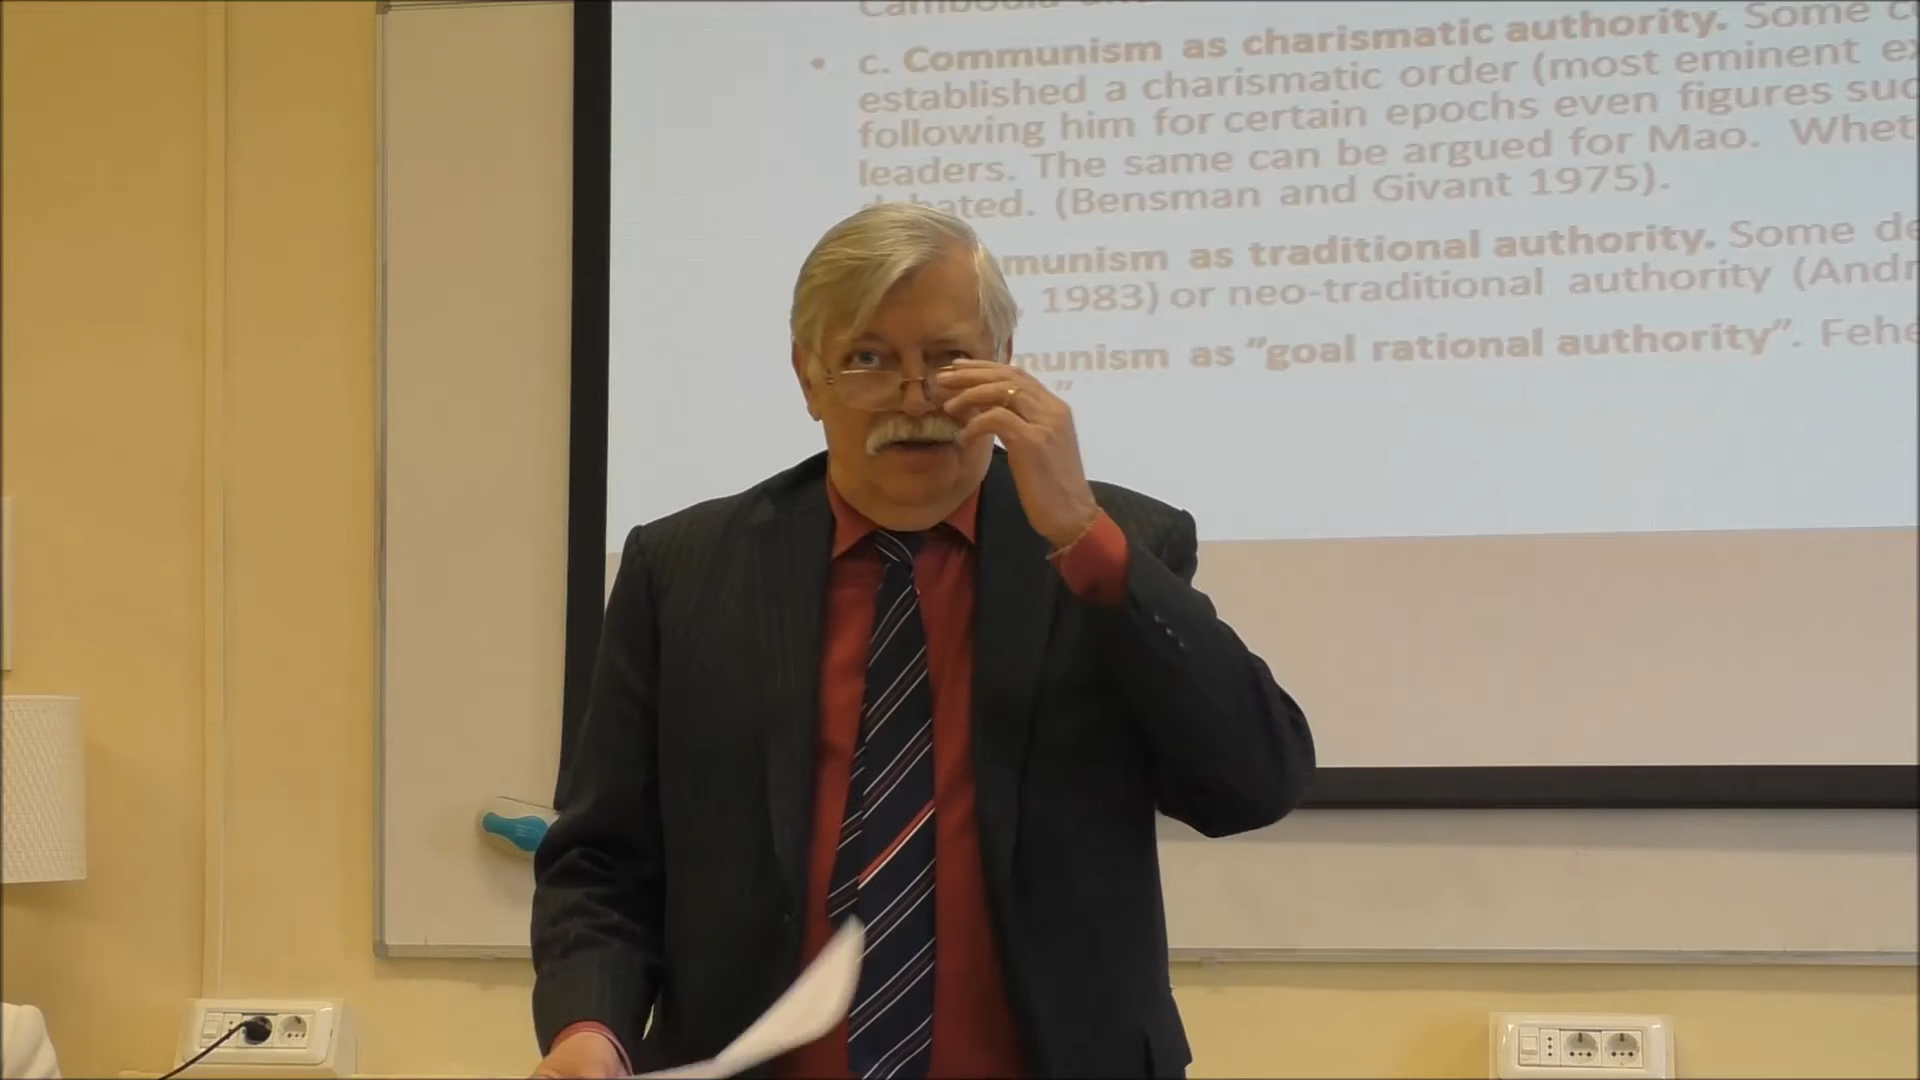 Cambodia
• c. Communism as charismatic authority. Some
established a charismatic order (most eminent
following him for certain epochs even figures
leaders. The same can be argued for Mao.
debated. (Bensman and Givant 1975).
munism as traditional authority. Some
, 1983) or neo-traditional authority
munism as "goal rational authority".
"